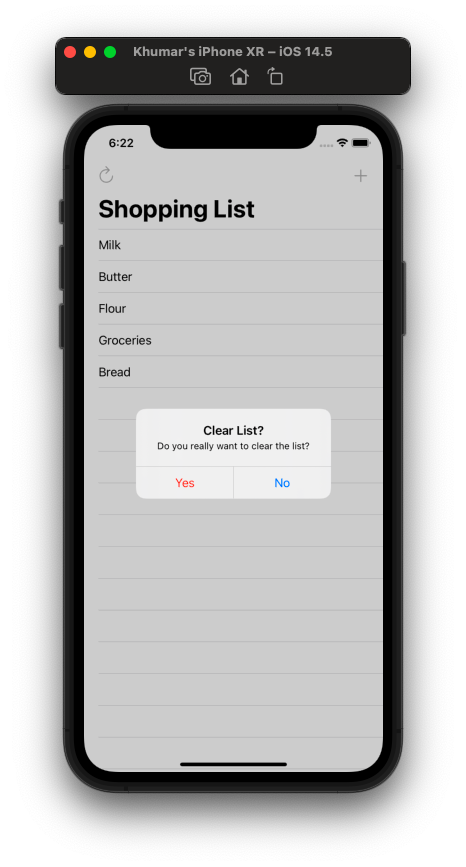 Khumar's iPhone XR – iOS 14.5
6:22
Shopping List
Milk
Butter
Flour
Groceries
Bread
Clear List?
Do you really want to clear the list?
Yes No